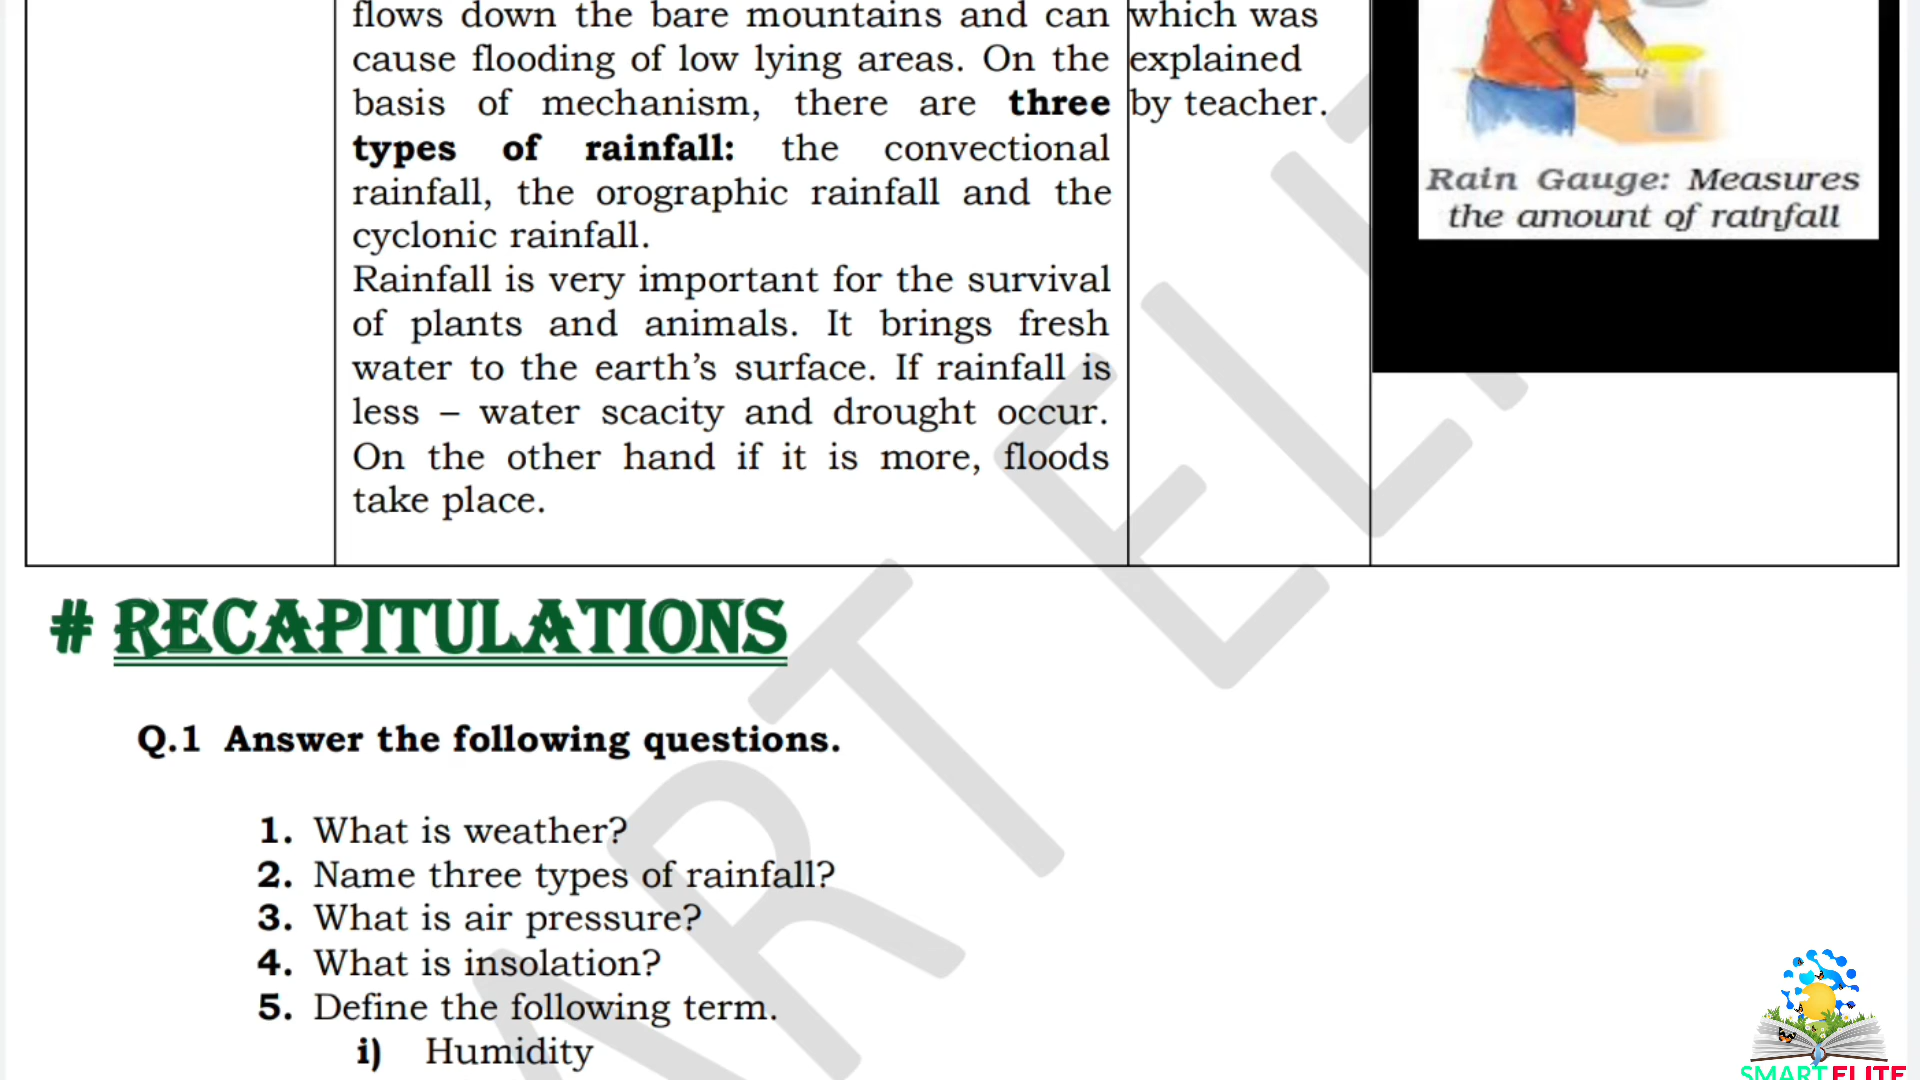 flows down the bare mountains and can
cause flooding of low lying areas. On the
basis of mechanism, there are three
types of rainfall: the convectional
rainfall, the orographic rainfall and the
cyclonic rainfall.
Rainfall is very important for the survival
of plants and animals. It brings fresh
water to the earth’s surface. If rainfall is
less – water scacity and drought occur.
On the other hand if it is more, floods
take place.
which was
explained
by teacher.
Rain Gauge: Measures
the amount of rainfall
# RECAPITULATIONS
Q.1 Answer the following questions.
1. What is weather?
2. Name three types of rainfall?
3. What is air pressure?
4. What is insolation?
5. Define the following term.
i) Humidity
SMART ELITE